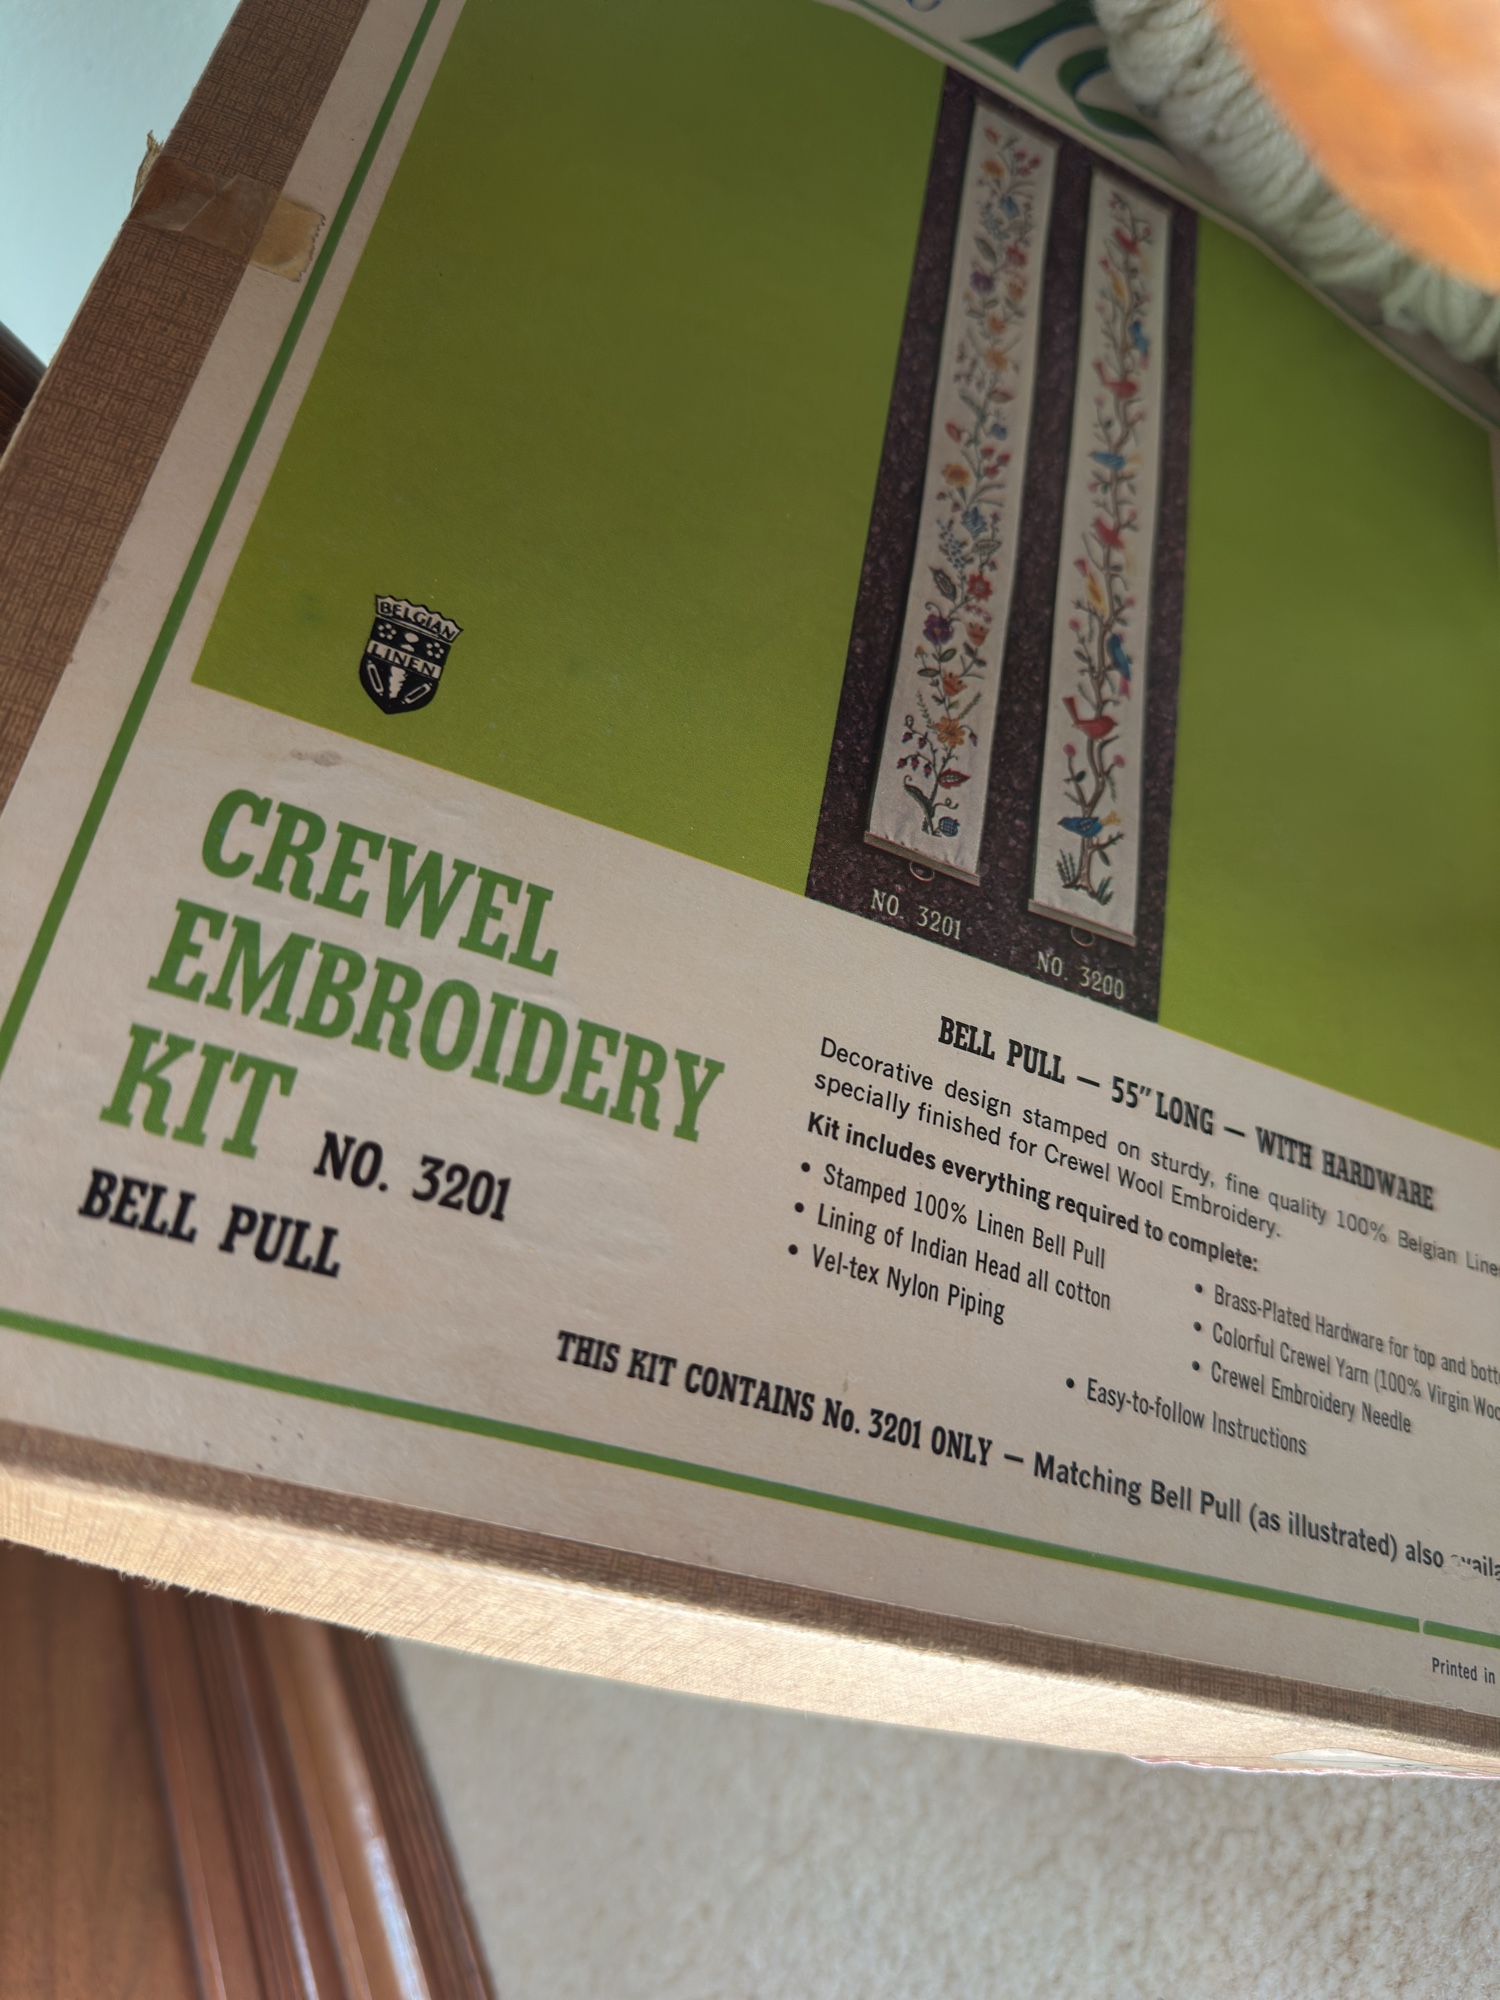 BELGIAN
LINEN
NO. 3201
NO. 3200
CREWEL
EMBROIDERY
KIT NO. 3201
BELL PULL
BELL PULL — 55" LONG — WITH HARDWARE
Decorative design stamped on sturdy, fine quality 100% Belgian
specially finished for Crewel Wool Embroidery.
Kit includes everything required to complete:
• Stamped 100% Linen Bell Pull
• Lining of Indian Head all cotton
• Vel-tex Nylon Piping
• Brass-Plated Hardware for top and
• Colorful Crewel Yarn (100% Virgin
• Crewel Embroidery Needle
• Easy-to-follow Instructions
THIS KIT CONTAINS No. 3201 ONLY — Matching Bell Pull (as illustrated) also
Printed in